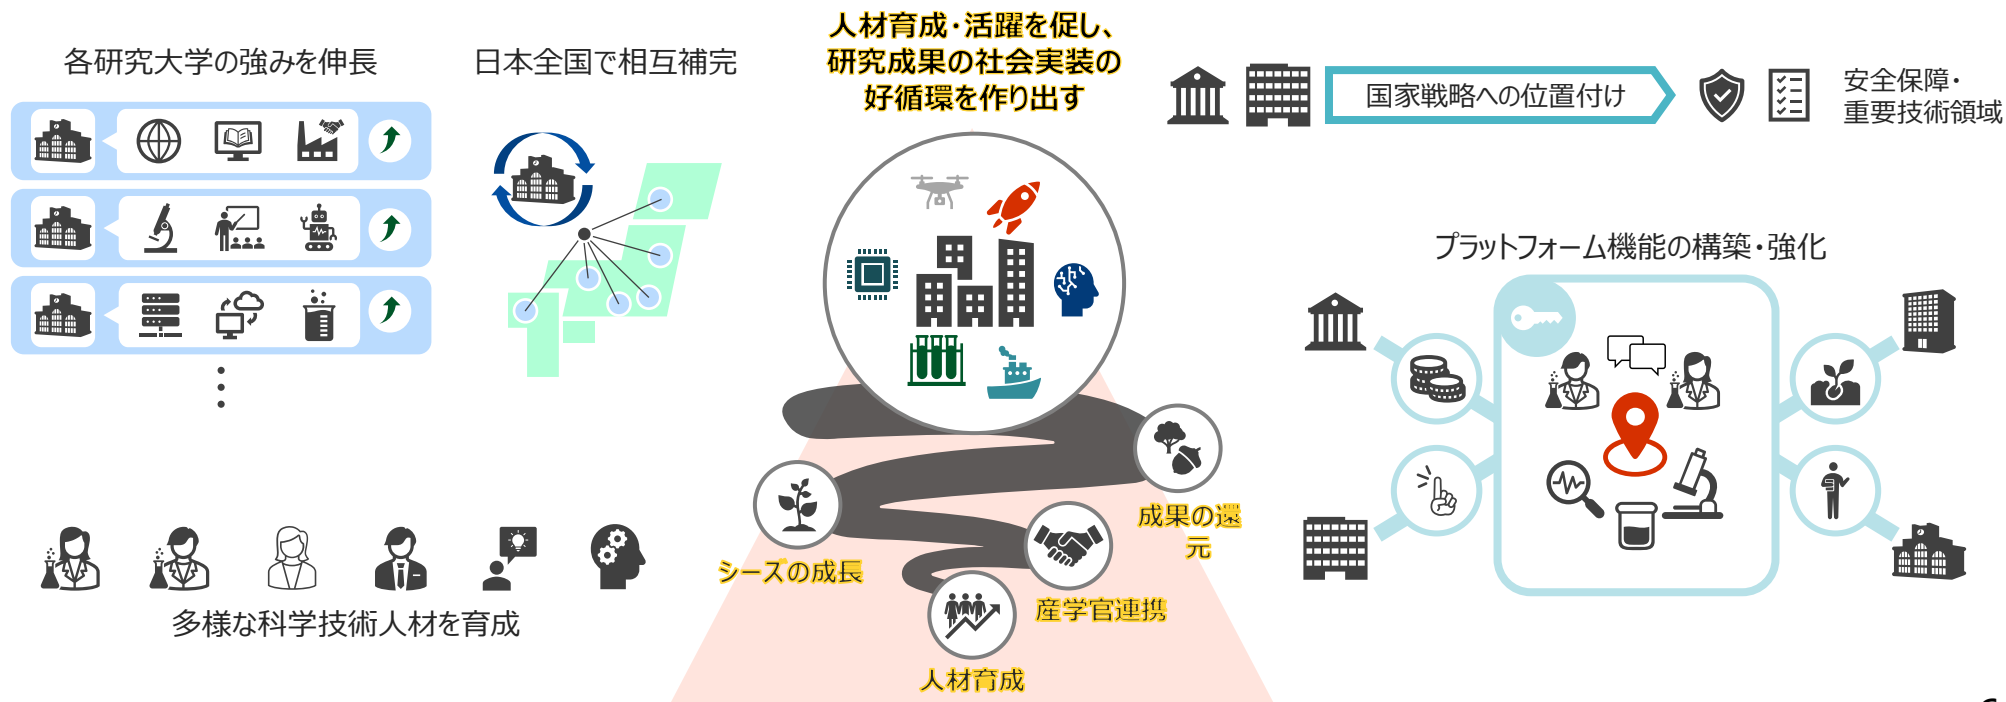 各研究大学の強みを伸長
日本全国で相互補完
人材育成・活躍を促し、
研究成果の社会実装の
好循環を作り出す
国家戦略への位置付け
安全保障・
重要技術領域
プラットフォーム機能の構築・強化
成果の還
元
シーズの成長
産学官連携
人材育成
多様な科学技術人材を育成